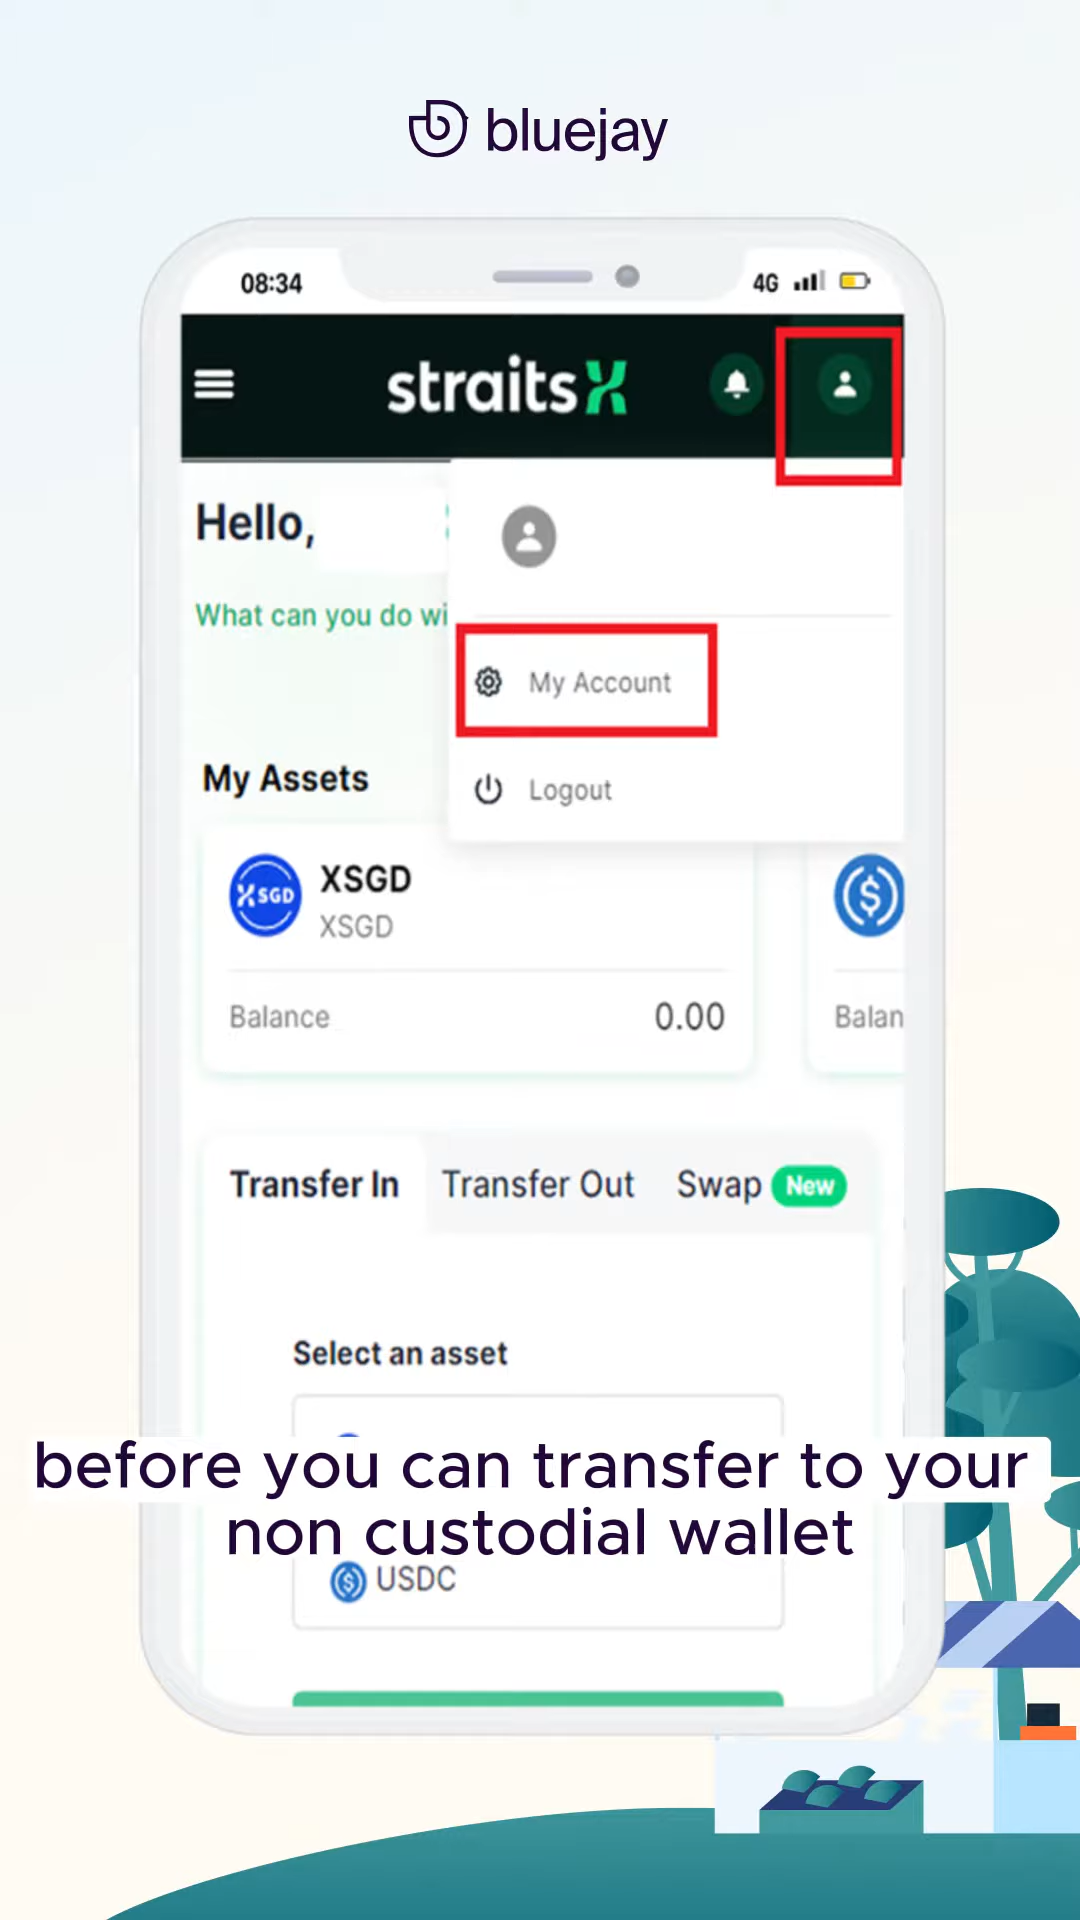 bluejay
08:34
4G
straitsX
Hello,
What can you do wi
My Account
Logout
My Assets
XSGD
XSGD
XSGD
Balance
0.00
Balan
Transfer In
Transfer Out
Swap
New
Select an asset
before you can transfer to your
non custodial wallet
USDC